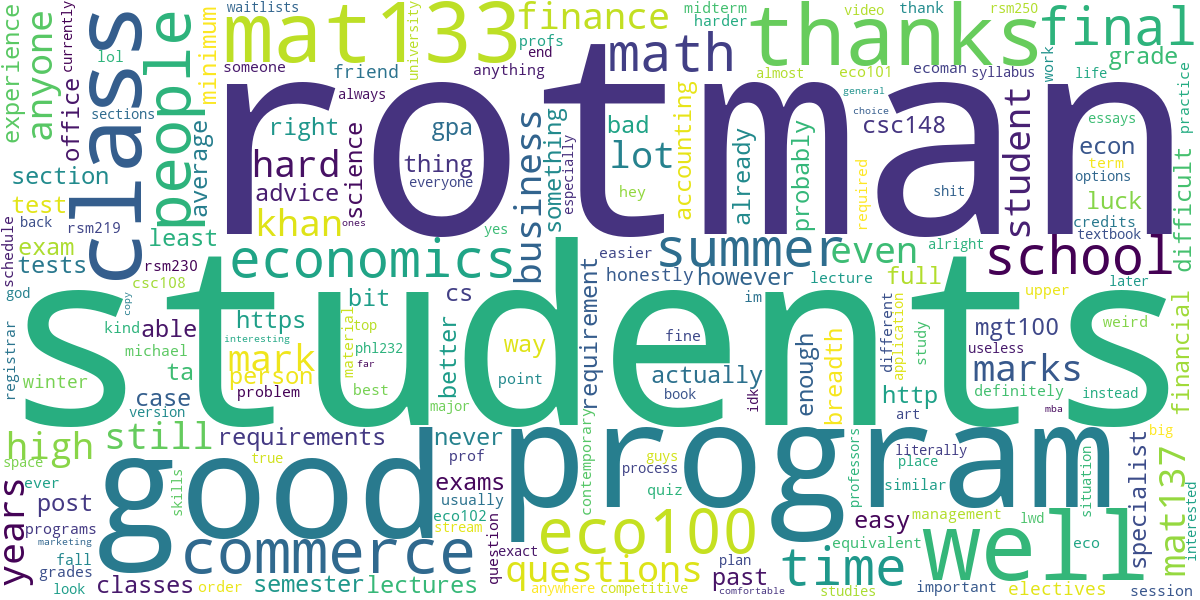 waitlists
mat133
finance
midterm
harder
thanks
video
thank
rsm250
final
experience
anyone
currently
lol
class
people
minimum
university
profs
end
someone
anything
math
almost
eco101
ecoman
syllabus
work
life
grade
practice
office
sections
friend
always
rotman
general
choice
essays
right
gpa
bad
csc148
student
econ
term
options
section
average
hard
thing
everyone
science
business
something
especially
lot
hey
accounting
already
probably
required
shit
luck
credits
textbook
difficult
test
back
rsm219
advice
khan
ones
yes
schedule
exam
least
economics
easier
summer
even
alright
school
tests
rsm230
csc108
god
copy
students
cs
requirement
honestly
however
lecture
full
im
upper
later
registrar
kind
able
bit
https
michael
interesting
mark
ta
person
material
top
phl232
far
better
way
fine
enough
breadth
different
application
study
mgt100
useless
weird
financial
winter
case
version
problem
best
major
point
actually
book
idk
http
art
marks
definitely
mba
instead
high
still
requirements
never
good
program
contemporary
guys
process
quiz
professors
literally
place
similar
situation
specialist
big
mat137
interested
space
ever
true
prof
exams
usually
skills
years
post
programs
marketing
fall
grades
look
commerce
eco102
stream
eco100
easy
management
equivalent
well
lwd
eco
classes
order
semester
lectures
question
exact
questions
anywhere
competitive
plan
past
comfortable
time
studies
important
electives
session